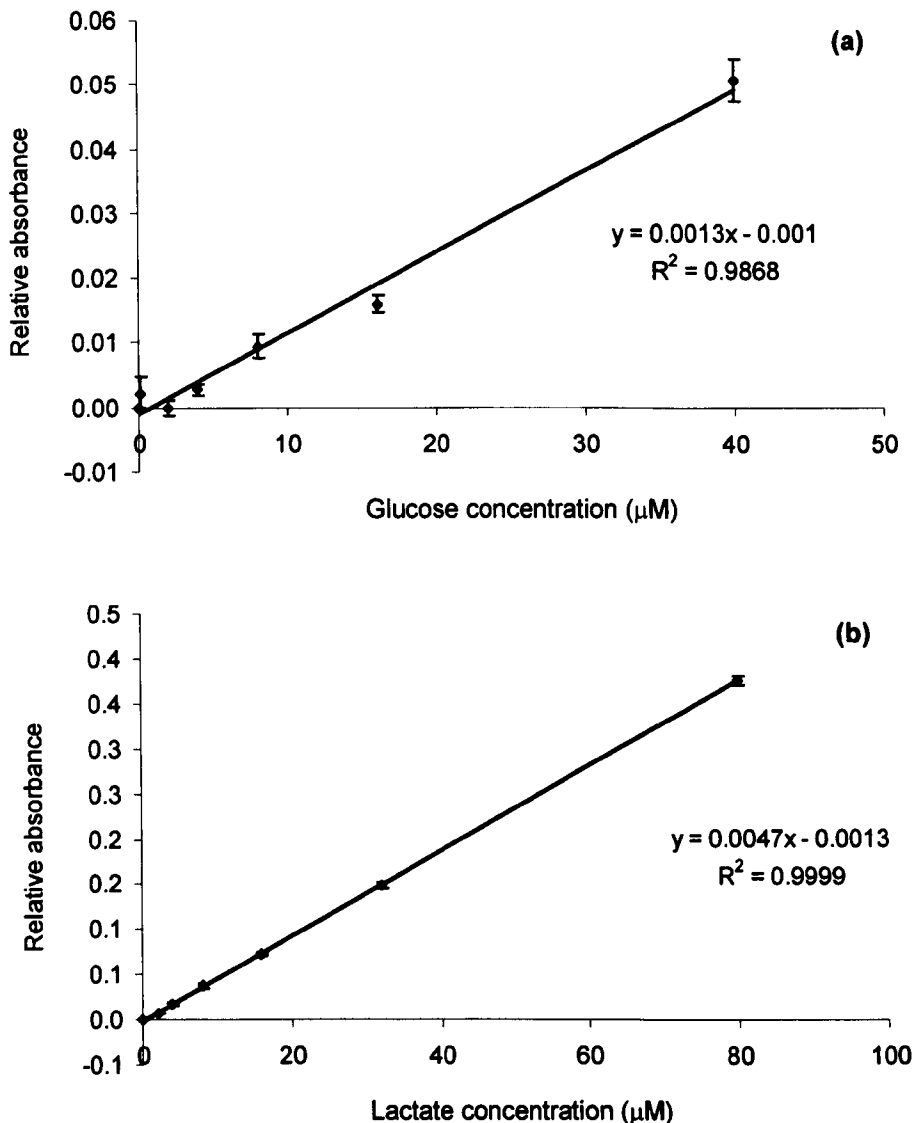 (a)
0.06
0.05
0.04
0.03
0.02
0.01
0.00
-0.01
Relative absorbance
y = 0.0013x - 0.001
R² = 0.9868
0 10 20 30 40 50
Glucose concentration (μM)
(b)
0.5
0.4
0.4
0.3
0.3
0.2
0.2
0.1
0.1
0.0
-0.1
Relative absorbance
y = 0.0047x - 0.0013
R² = 0.9999
0 20 40 60 80 100
Lactate concentration (μM)